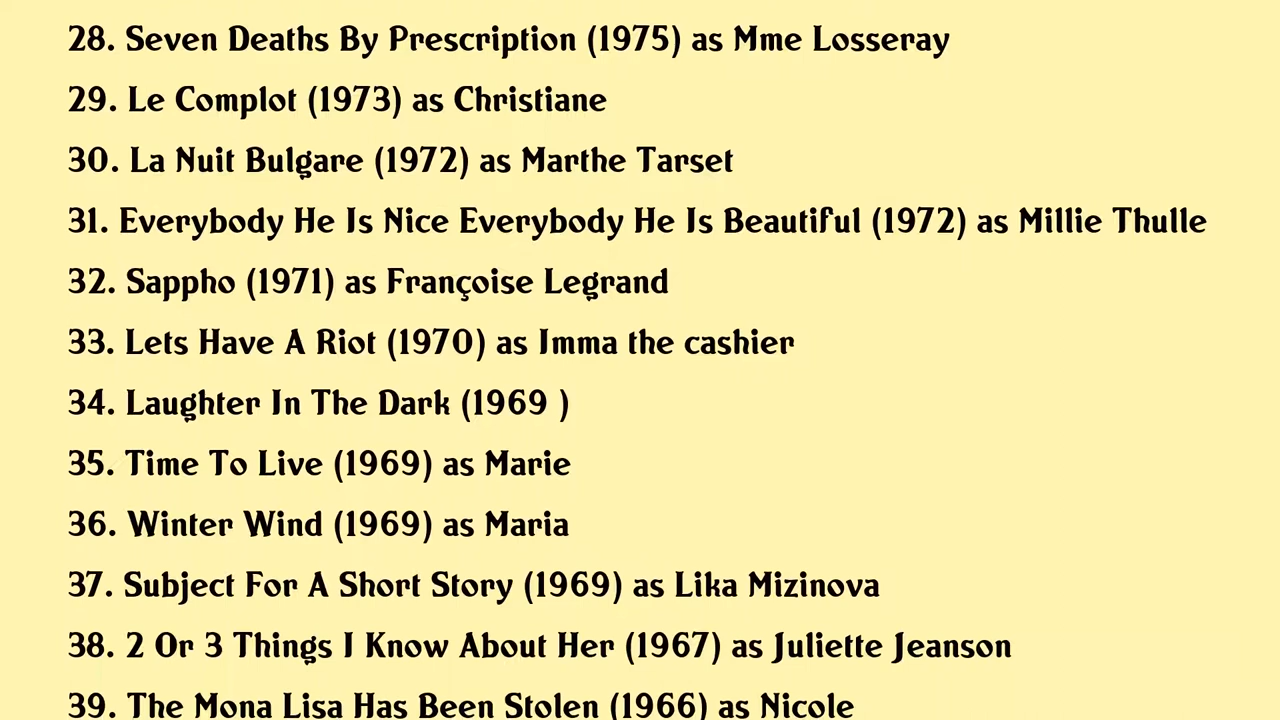 28. Seven Deaths By Prescription (1975) as Mme Losseray
29. Le Complot (1973) as Christiane
30. La Nuit Bulgare (1972) as Marthe Tarset
31. Everybody He Is Nice Everybody He Is Beautiful (1972) as Millie Thulle
32. Sappho (1971) as Françoise Legrand
33. Lets Have A Riot (1970) as Imma the cashier
34. Laughter In The Dark (1969 )
35. Time To Live (1969) as Marie
36. Winter Wind (1969) as Maria
37. Subject For A Short Story (1969) as Lika Mizinova
38. 2 Or 3 Things I Know About Her (1967) as Juliette Jeanson
39. The Mona Lisa Has Been Stolen (1966) as Nicole